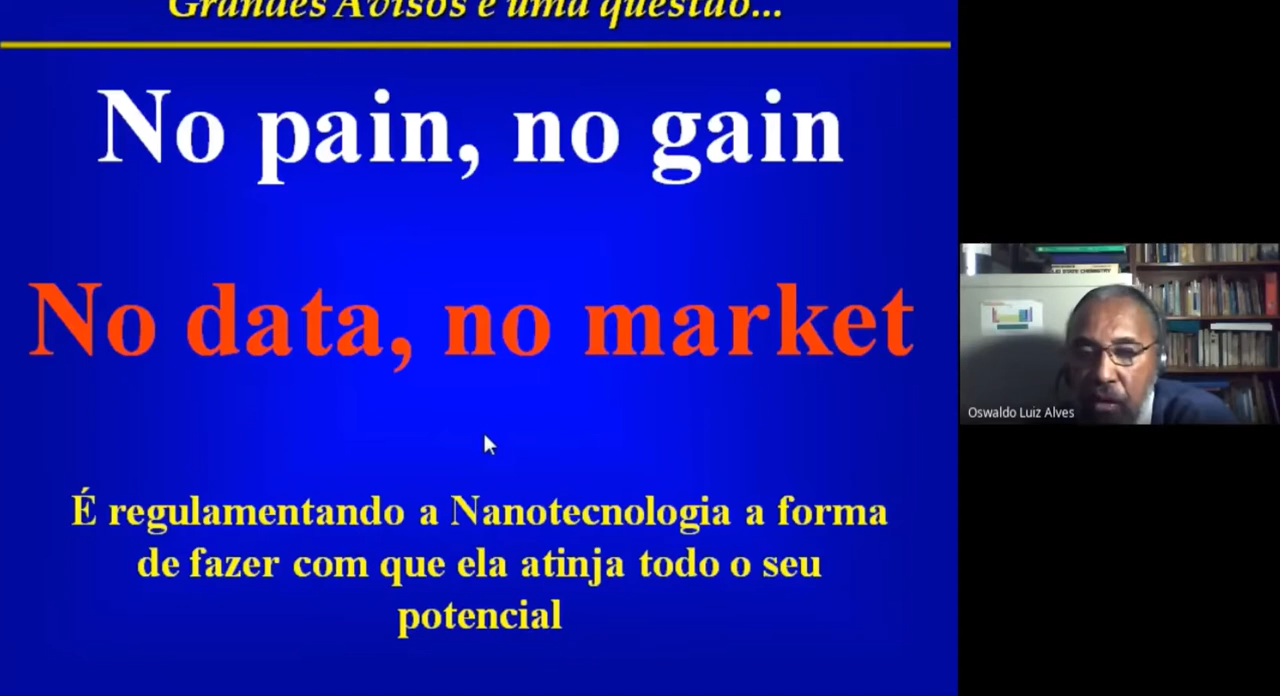 Grandes Avisos e uma questão...
No pain, no gain
No data, no market
É regulamentando a Nanotecnologia a forma
de fazer com que ela atinja todo o seu
potencial
Oswaldo Luiz Alves